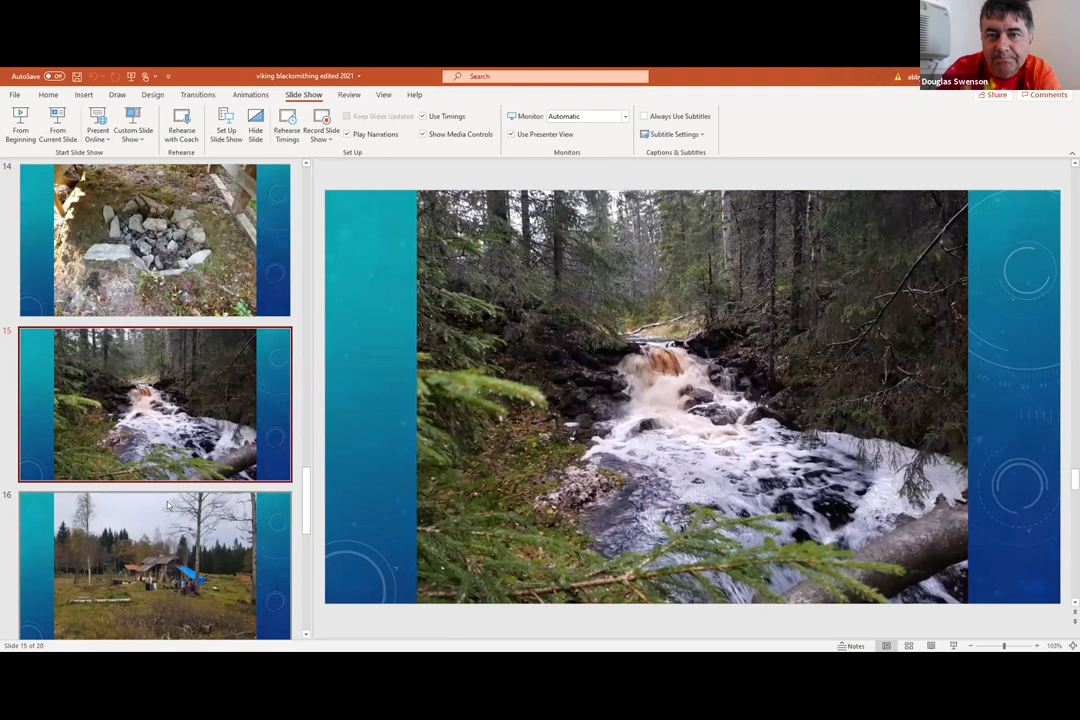 Douglas Swenson
AutoSave Off
viking blacksmithing edited 2021
Search
File Home Insert Draw Design Transitions Animations Slide Show Review View Help
Share Comments
From Beginning
From Current Slide
Present Online
Custom Slide Show
Start Slide Show
Rehearse with Coach
Rehearse
Set Up Slide Show
Hide Slide
Rehearse Timings
Record Slide Show
Keep Slides Updated
Play Narrations
Use Timings
Show Media Controls
Set Up
Monitor: Automatic
Use Presenter View
Monitors
Always Use Subtitles
Subtitle Settings
Captions & Subtitles
14
15
16
Slide 15 of 20
Notes
103%